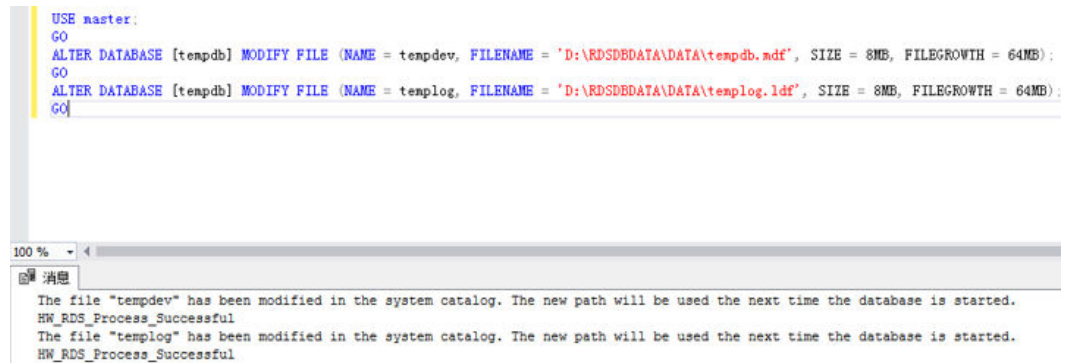 USE master;
GO
ALTER DATABASE [tempdb] MODIFY FILE (NAME = tempdev, FILENAME = 'D:\RDSDBDATA\DATA\tempdb.mdf', SIZE = 8MB, FILEGROWTH = 64MB);
GO
ALTER DATABASE [tempdb] MODIFY FILE (NAME = templog, FILENAME = 'D:\RDSDBDATA\DATA\templog.ldf', SIZE = 8MB, FILEGROWTH = 64MB);
GO
100 %
消息
The file "tempdev" has been modified in the system catalog. The new path will be used the next time the database is started.
HW_RDS_Process_Successful
The file "templog" has been modified in the system catalog. The new path will be used the next time the database is started.
HW_RDS_Process_Successful